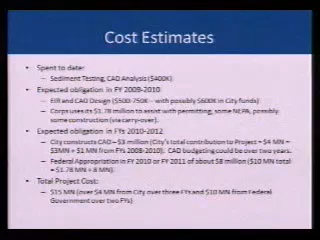 Cost Estimates
• Spent to date:
– Sediment Testing, CAD Analysis ($400K)
• Expected obligation in FY 2009-2010
– EIR and CAD Design ($500-750K – with possibly $600K in City funds)
– Corps uses its $1.78 million to assist with permitting, some NEPA, possibly
some construction (via carry-over).
• Expected obligation in FYs 2010-2012
– City constructs CAD – $3 million (City's total contribution to Project = $4 MN =
$3MN + $1 MN from FYs 2008-2010). CAD budgeting could be over two years.
– Federal Appropriation in FY 2010 or FY 2011 of about $8 million ($10 MN total
= $1.78 MN + 8 MN).
• Total Project Cost:
– $15 MN (over $4 MN from City over three FYs and $10 MN from Federal
Government over two FYs)